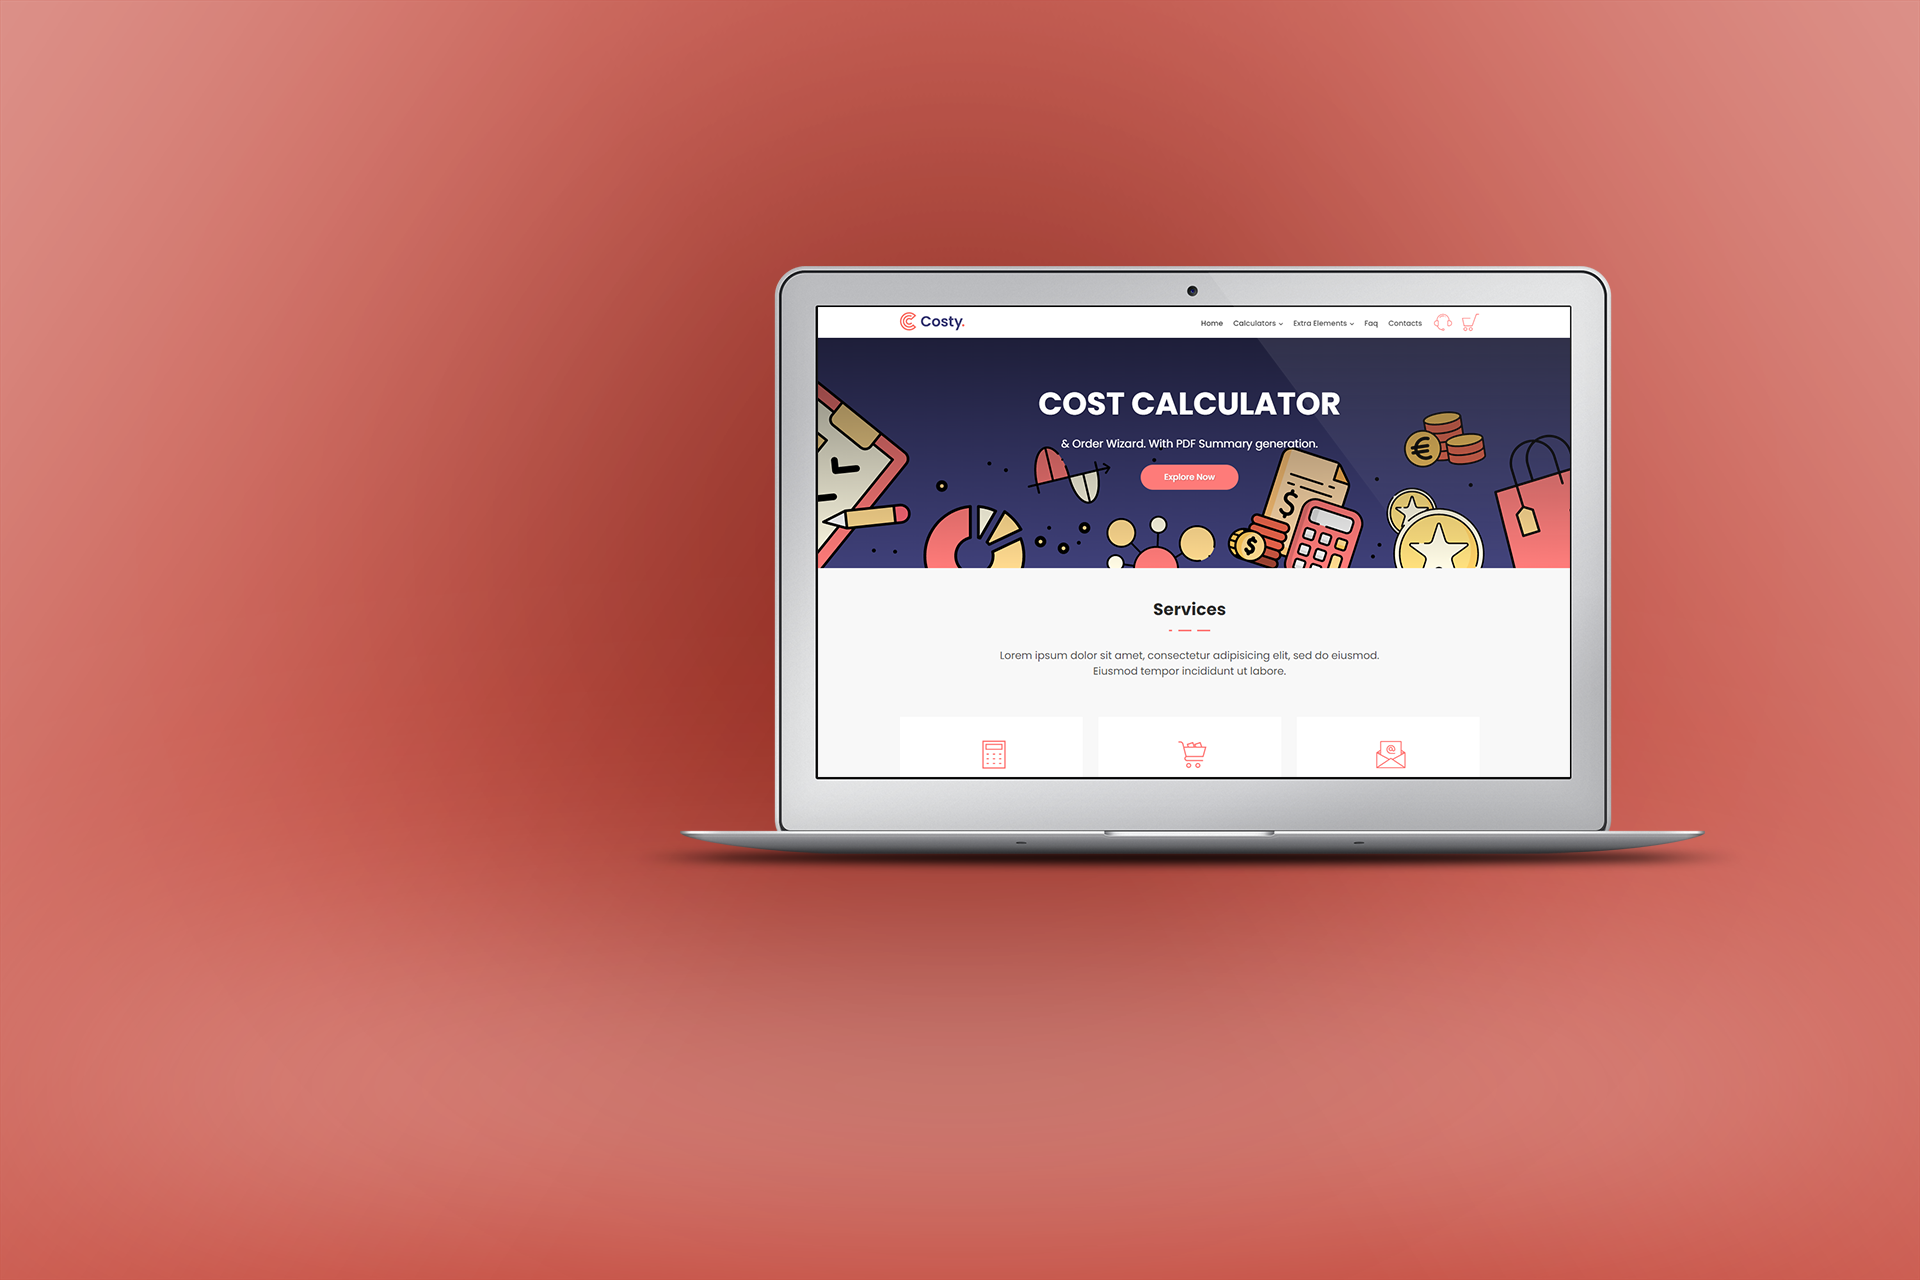 Costy.
Home Calculators Extra Elements Faq Contacts
COST CALCULATOR
& Order Wizard. With PDF Summary generation.
Explore Now
€
$
$
Services
Lorem ipsum dolor sit amet, consectetur adipisicing elit, sed do eiusmod.
Eiusmod tempor incididunt ut labore.
@